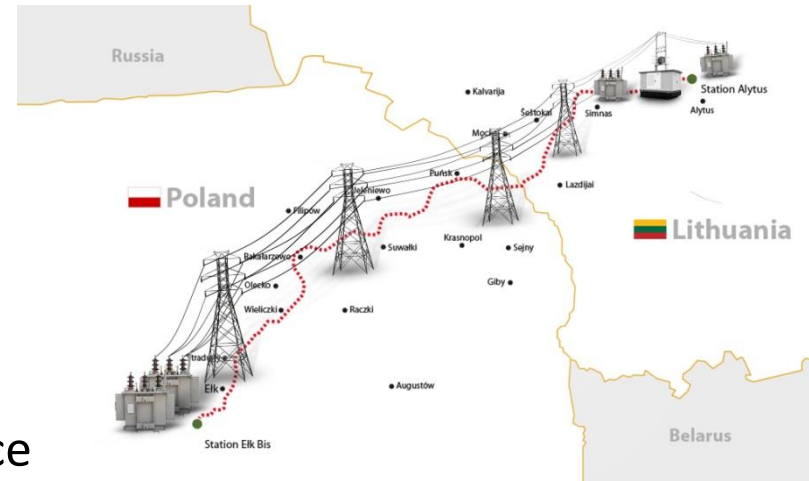 Russia
Kalvarija
Station Alytus
Alytus
Simnas
Šeštokai
Puńsk
Lazdijai
Jeleniewo
Poland
Filipów
Lithuania
Krasnopol
Suwałki
Sejny
Bakałarzewo
Giby
Olecko
Wieliczki
Raczki
Augustów
Ełk
Belarus
Station Ełk Bis
ce